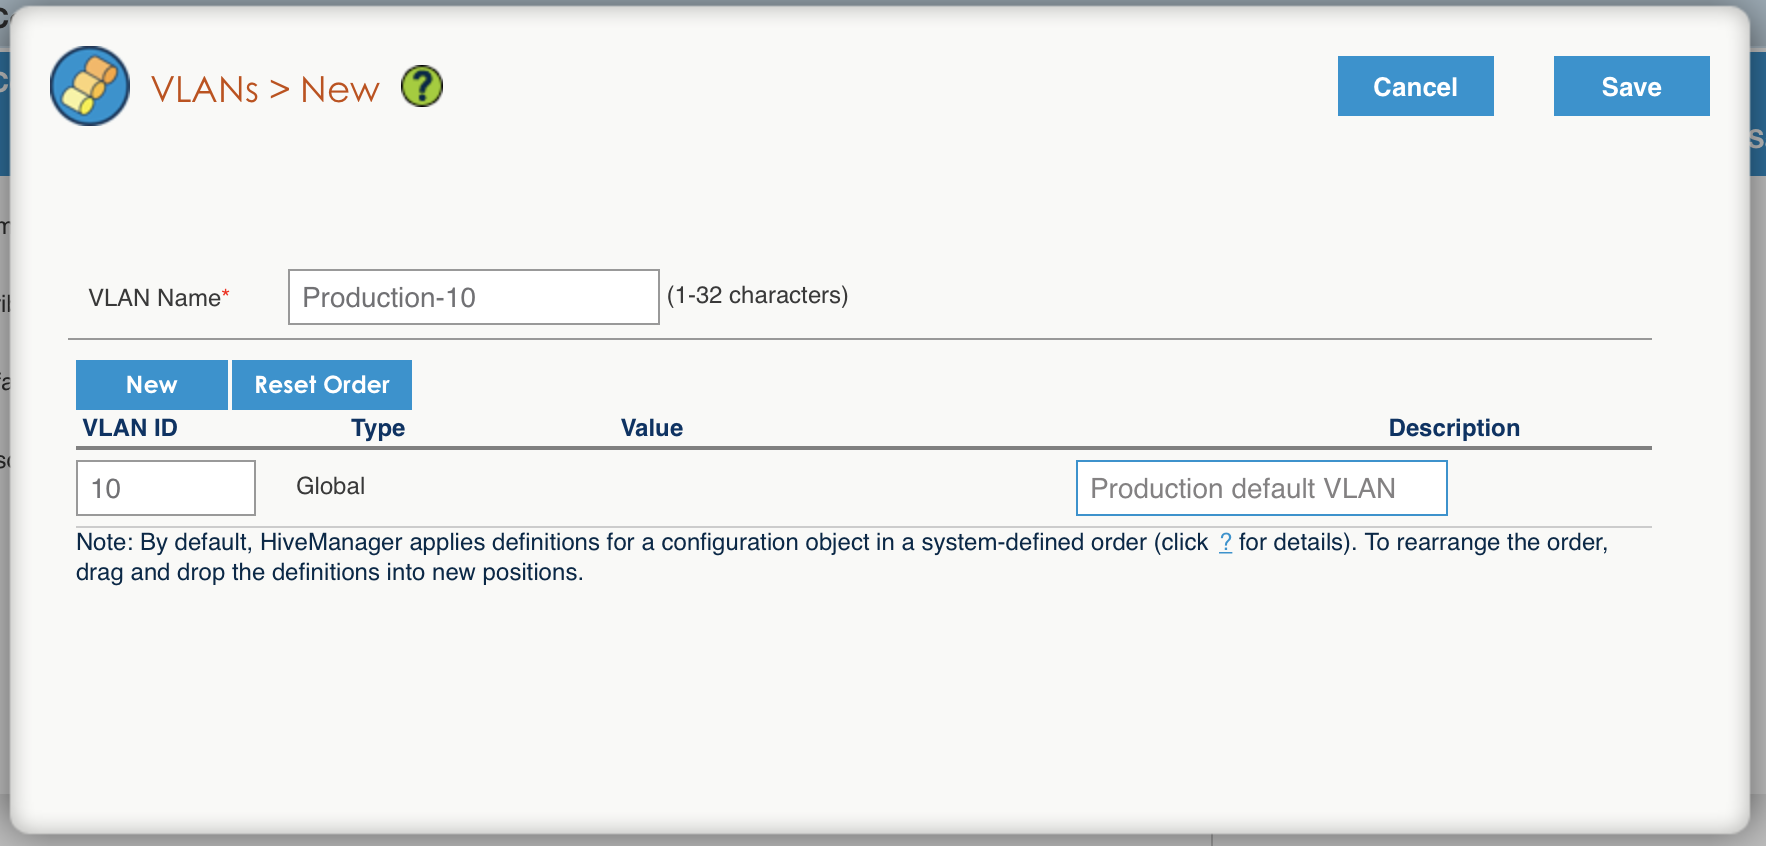 VLANs > New ?
Cancel
Save
VLAN Name* Production-10 (1-32 characters)
New
Reset Order
VLAN ID Type Value Description
10 Global Production default VLAN
Note: By default, HiveManager applies definitions for a configuration object in a system-defined order (click ? for details). To rearrange the order,
drag and drop the definitions into new positions.